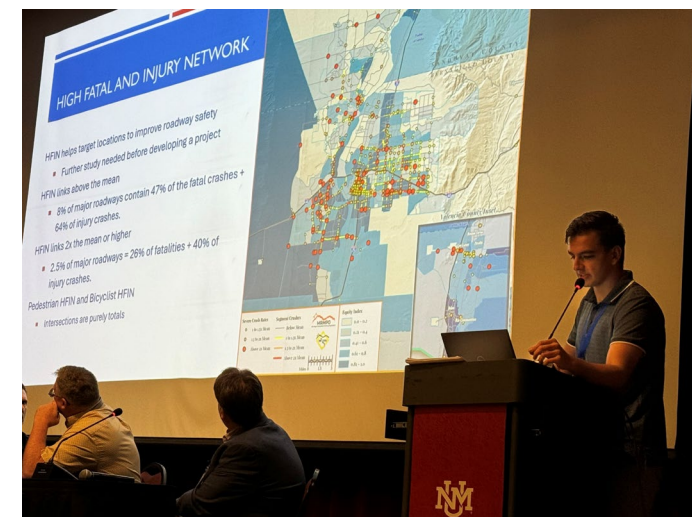 HIGH FATAL AND INJURY NETWORK
HFIN helps target locations to improve roadway safety
Further study needed before developing a project
HFIN links above the mean
8% of major roadways contain 47% of the fatal crashes +
64% of injury crashes.
HFIN links 2x the mean or higher
2.5% of major roadways = 26% of fatalities + 40% of
injury crashes.
Pedestrian HFIN and Bicyclist HFIN
Intersections are purely totals
Equity Index
NM